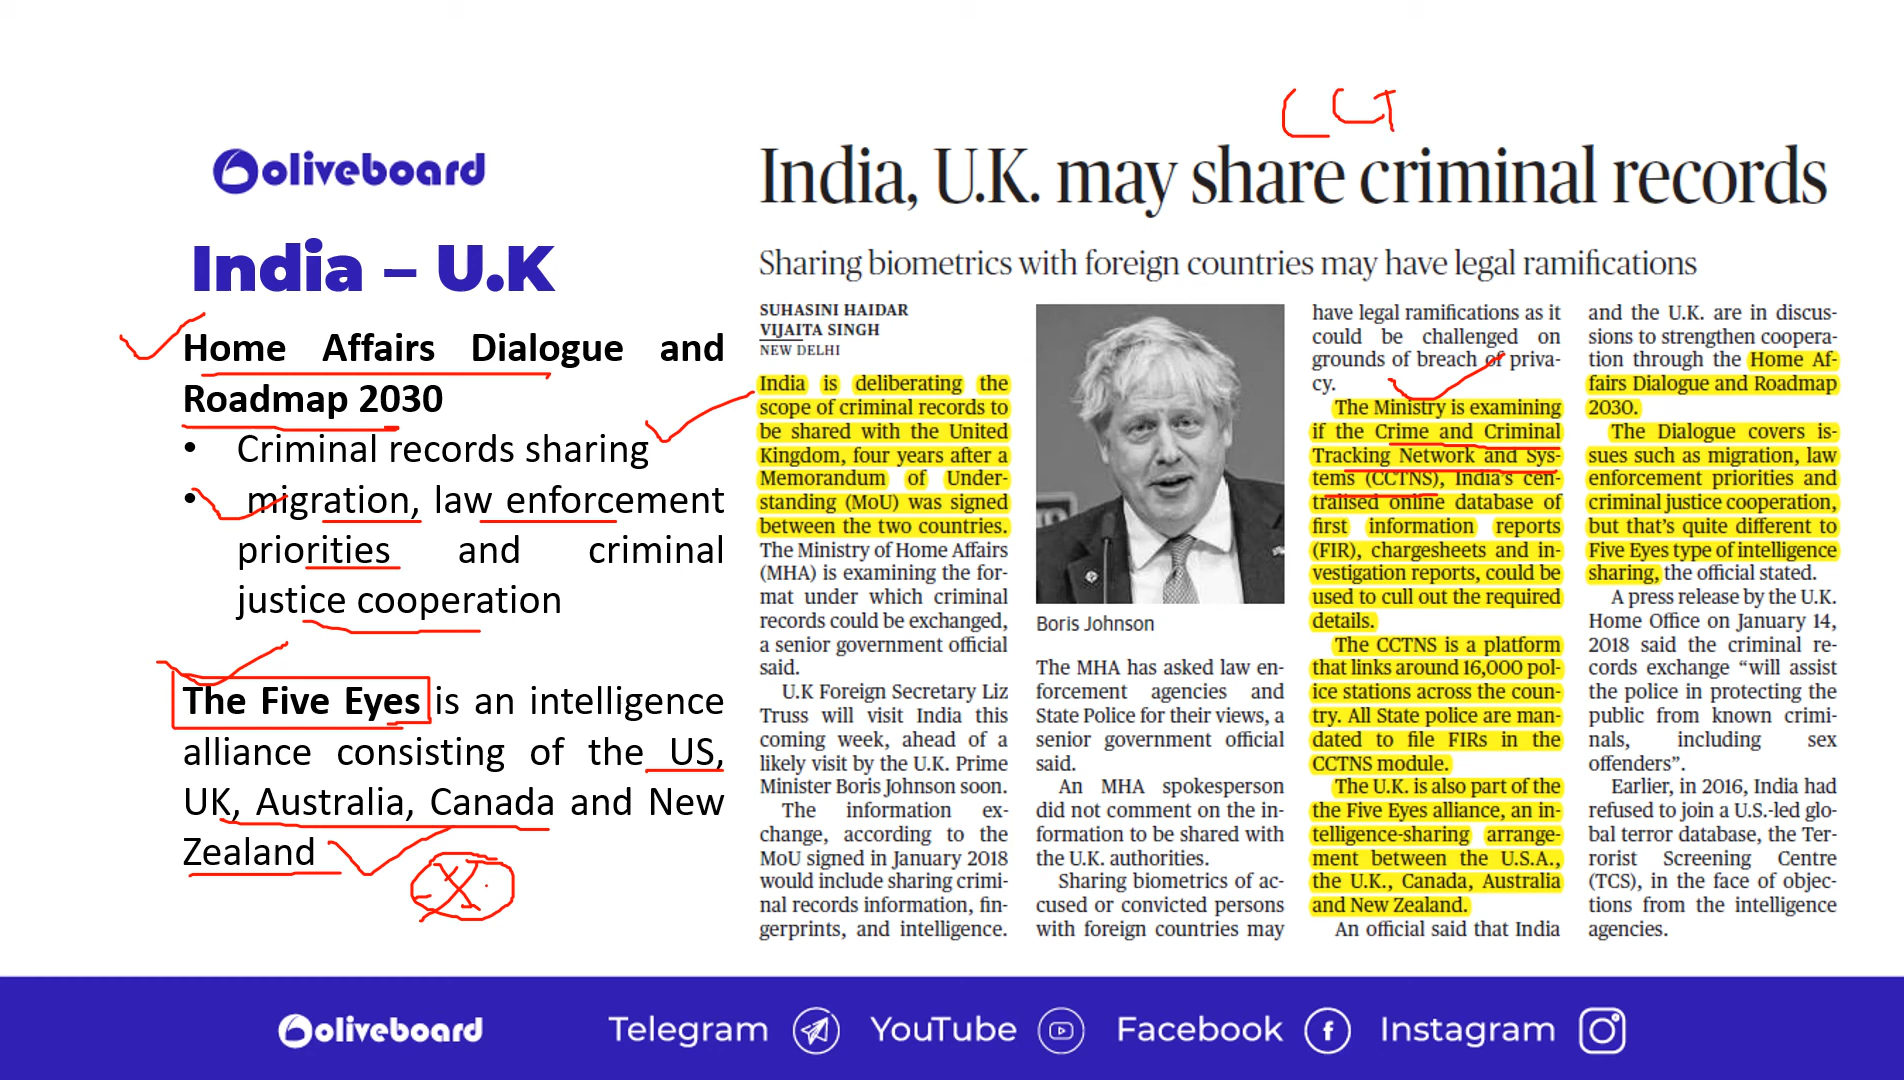 oliveboard
India – U.K
Home Affairs Dialogue and
Roadmap 2030
• Criminal records sharing
• migration, law enforcement
priorities and criminal
justice cooperation
The Five Eyes is an intelligence
alliance consisting of the US,
UK, Australia, Canada and New
Zealand
CCT
India, U.K. may share criminal records
Sharing biometrics with foreign countries may have legal ramifications
SUHASINI HAIDAR
VIJAITA SINGH
NEW DELHI
India is deliberating the
scope of criminal records to
be shared with the United
Kingdom, four years after a
Memorandum of Under-
standing (MoU) was signed
between the two countries.
The Ministry of Home Affairs
(MHA) is examining the for-
mat under which criminal
records could be exchanged,
a senior government official
said.
U.K Foreign Secretary Liz
Truss will visit India this
coming week, ahead of a
likely visit by the U.K. Prime
Minister Boris Johnson soon.
The information ex-
change, according to the
MoU signed in January 2018
would include sharing crimi-
nal records information, fin-
gerprints, and intelligence.
Boris Johnson
The MHA has asked law en-
forcement agencies and
State Police for their views, a
senior government official
said.
An MHA spokesperson
did not comment on the in-
formation to be shared with
the U.K. authorities.
Sharing biometrics of ac-
cused or convicted persons
with foreign countries may
have legal ramifications as it
could be challenged on
grounds of breach of priva-
cy.
The Ministry is examining
if the Crime and Criminal
Tracking Network and Sys-
tems (CCTNS), India's cen-
tralised online database of
first information reports
(FIR), chargesheets and in-
vestigation reports, could be
used to cull out the required
details.
The CCTNS is a platform
that links around 16,000 pol-
ice stations across the coun-
try. All State police are man-
dated to file FIRs in the
CCTNS module.
The U.K. is also part of the
the Five Eyes alliance, an in-
telligence-sharing arrange-
ment between the U.S.A.,
the U.K., Canada, Australia
and New Zealand.
An official said that India
and the U.K. are in discus-
sions to strengthen coopera-
tion through the Home Af-
fairs Dialogue and Roadmap
2030.
The Dialogue covers is-
sues such as migration, law
enforcement priorities and
criminal justice cooperation,
but that's quite different to
Five Eyes type of intelligence
sharing, the official stated.
A press release by the U.K.
Home Office on January 14,
2018 said the criminal re-
cords exchange “will assist
the police in protecting the
public from known crimi-
nals, including sex
offenders”.
Earlier, in 2016, India had
refused to join a U.S.-led glo-
bal terror database, the Ter-
rorist Screening Centre
(TCS), in the face of objec-
tions from the intelligence
agencies.
oliveboard Telegram YouTube Facebook Instagram